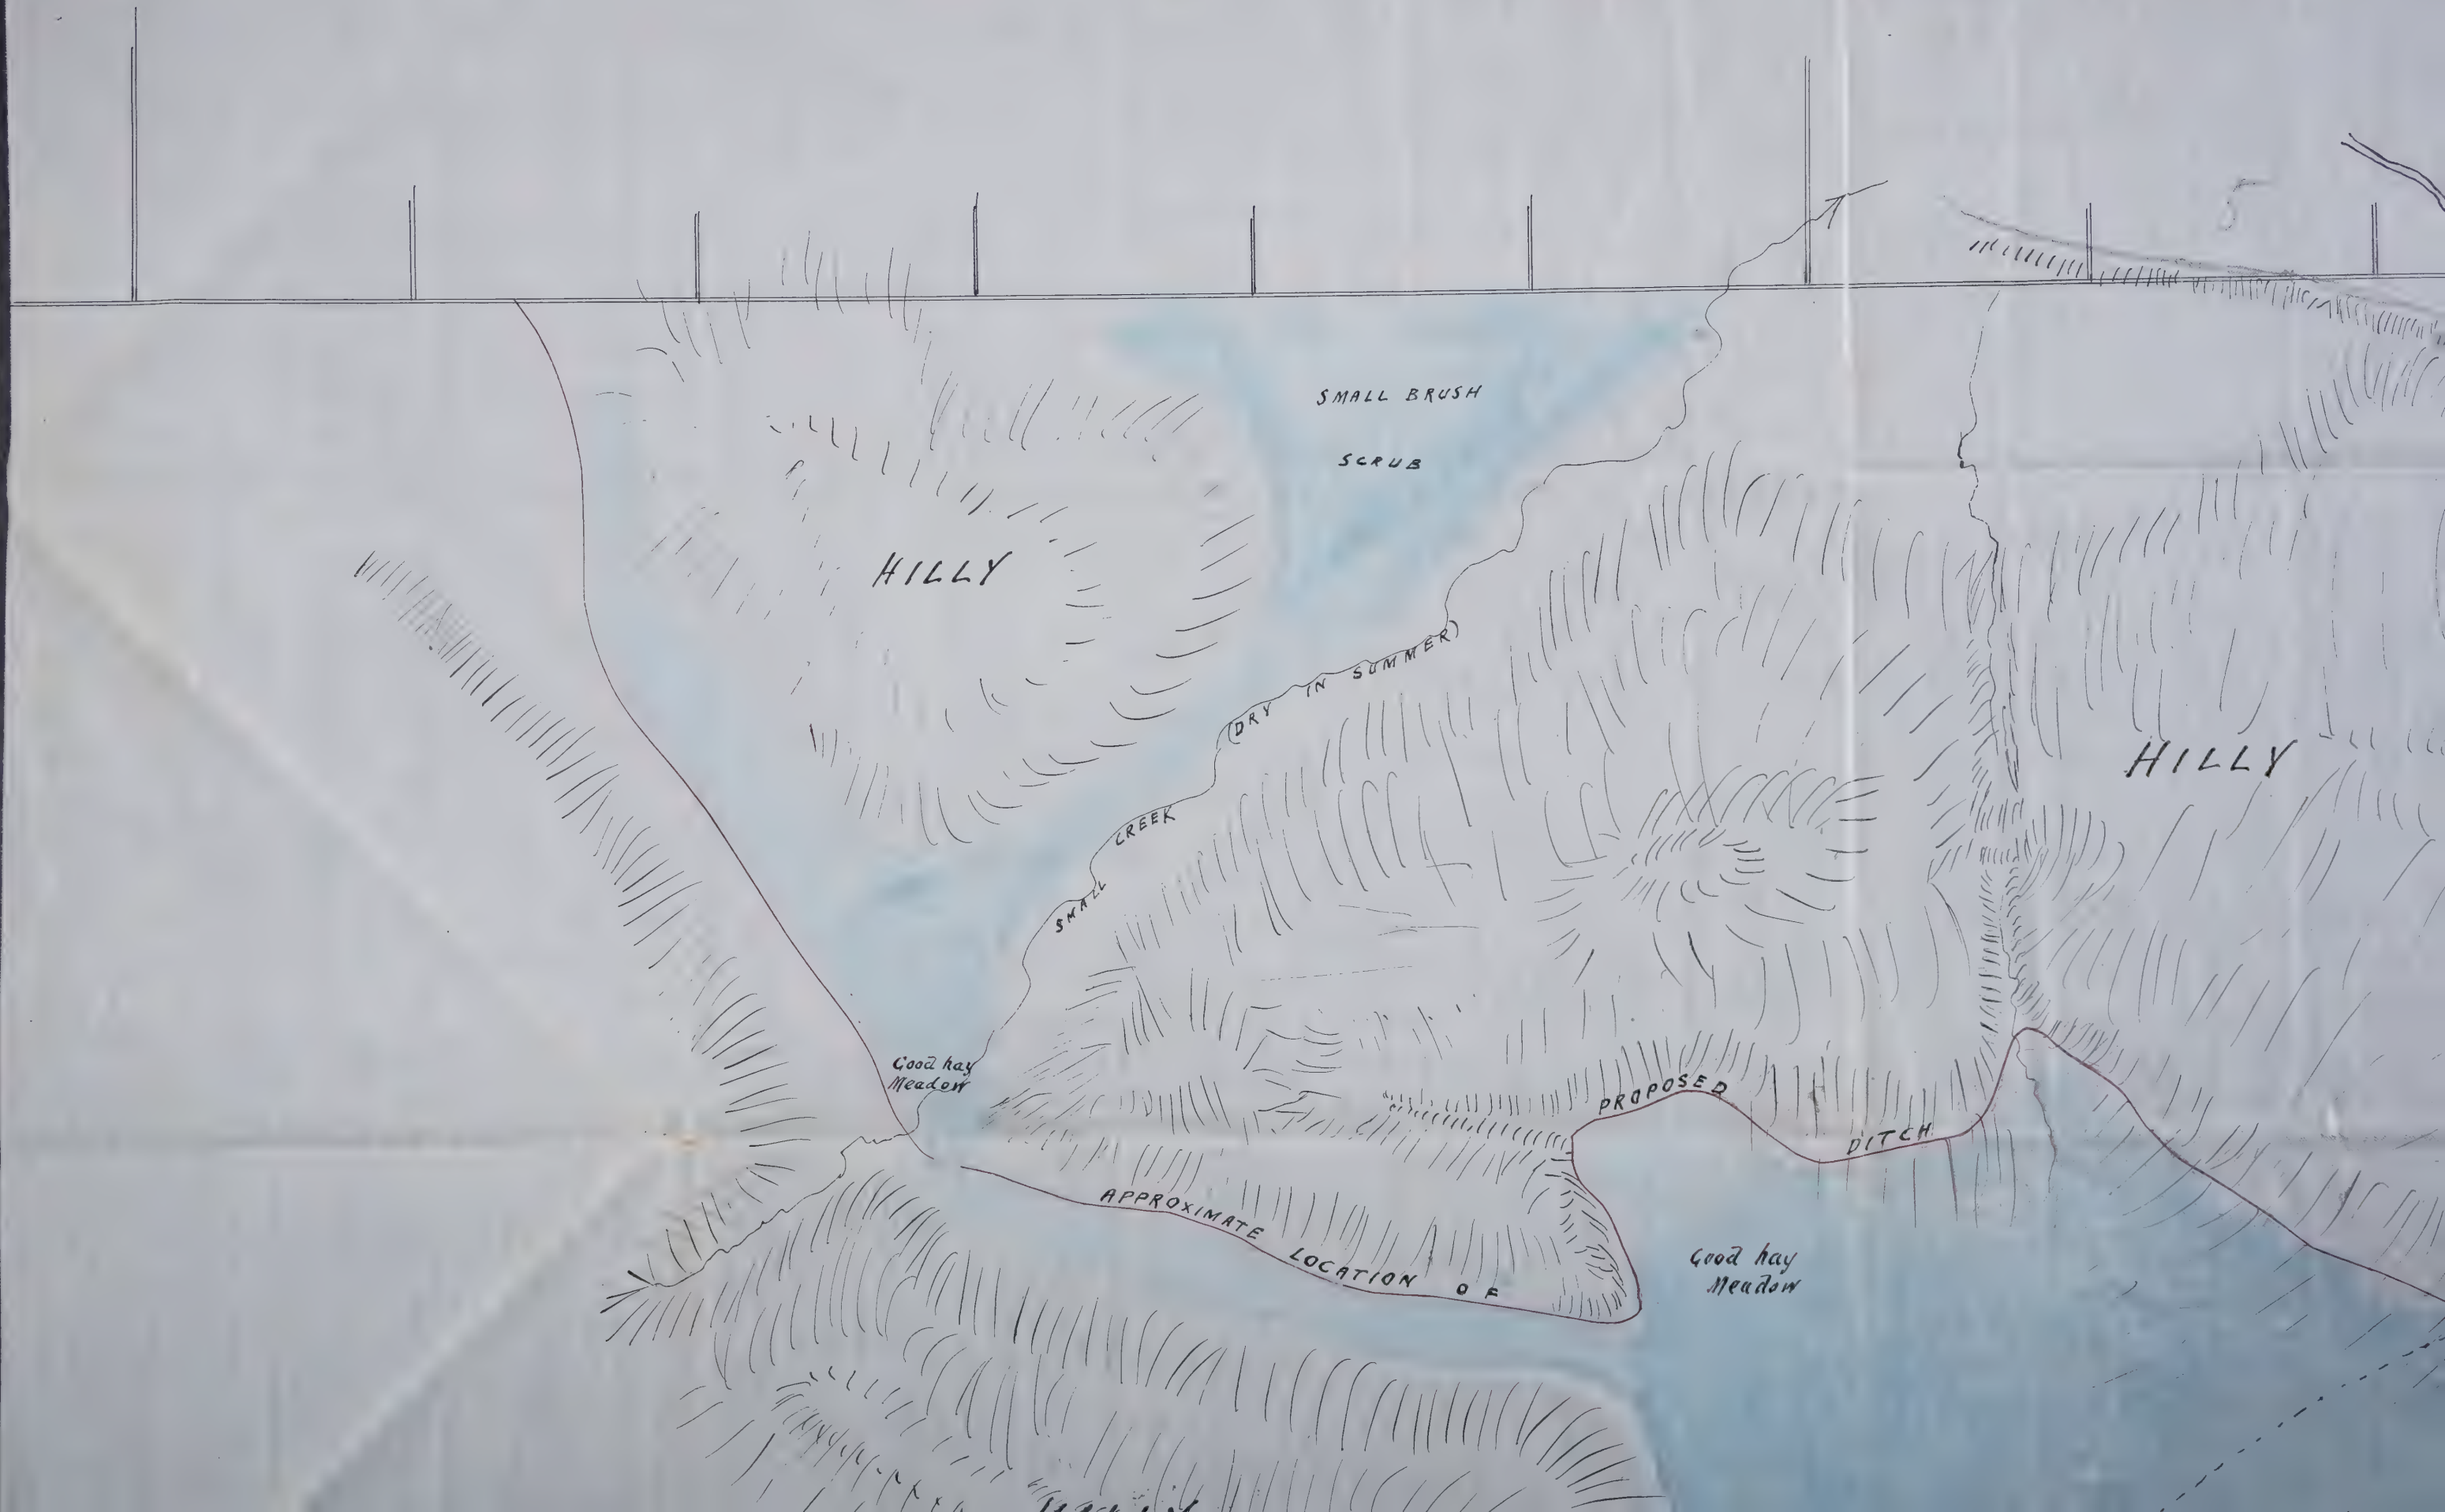 5
SMALL BRUSH
SCRUB
HILLY
SMALL CREEK (DRY IN SUMMER)
HILLY
Good hay
Meadow
APPROXIMATE LOCATION OF PROPOSED DITCH
Good hay
Meadow